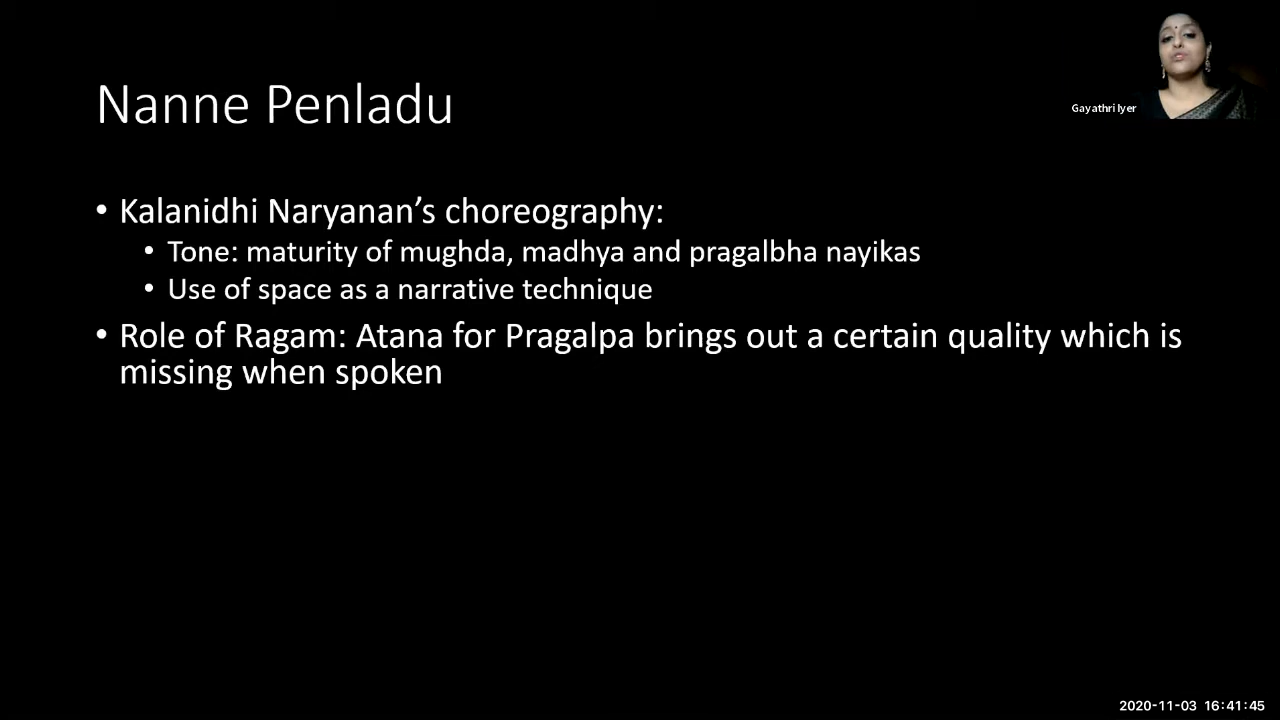 Nanne Penladu
Gayathri Iyer
• Kalanidhi Naryanan’s choreography:
• Tone: maturity of mughda, madhya and pragalbha nayikas
• Use of space as a narrative technique
• Role of Ragam: Atana for Pragalpa brings out a certain quality which is
missing when spoken
2020-11-03 16:41:45